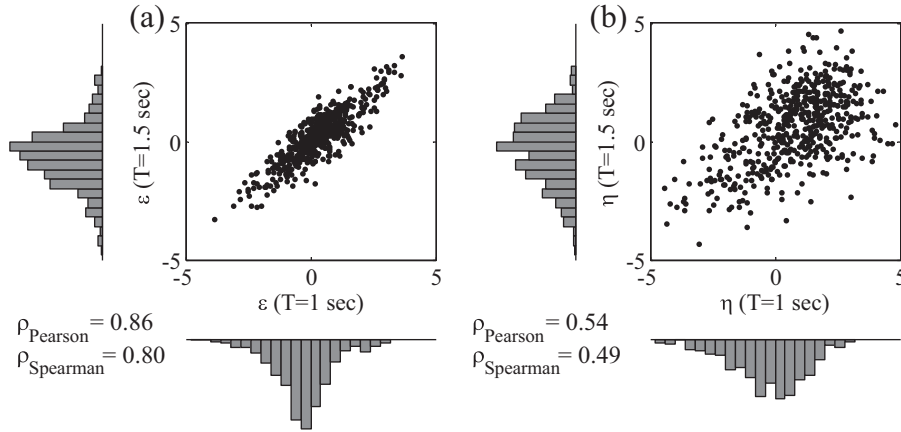 (a)
5
0
-5
ε (T=1.5 sec)
-5 0 5
ε (T=1 sec)
ρPearson= 0.86
ρSpearman= 0.80
(b)
5
0
-5
η (T=1.5 sec)
-5 0 5
η (T=1 sec)
ρPearson= 0.54
ρSpearman= 0.49